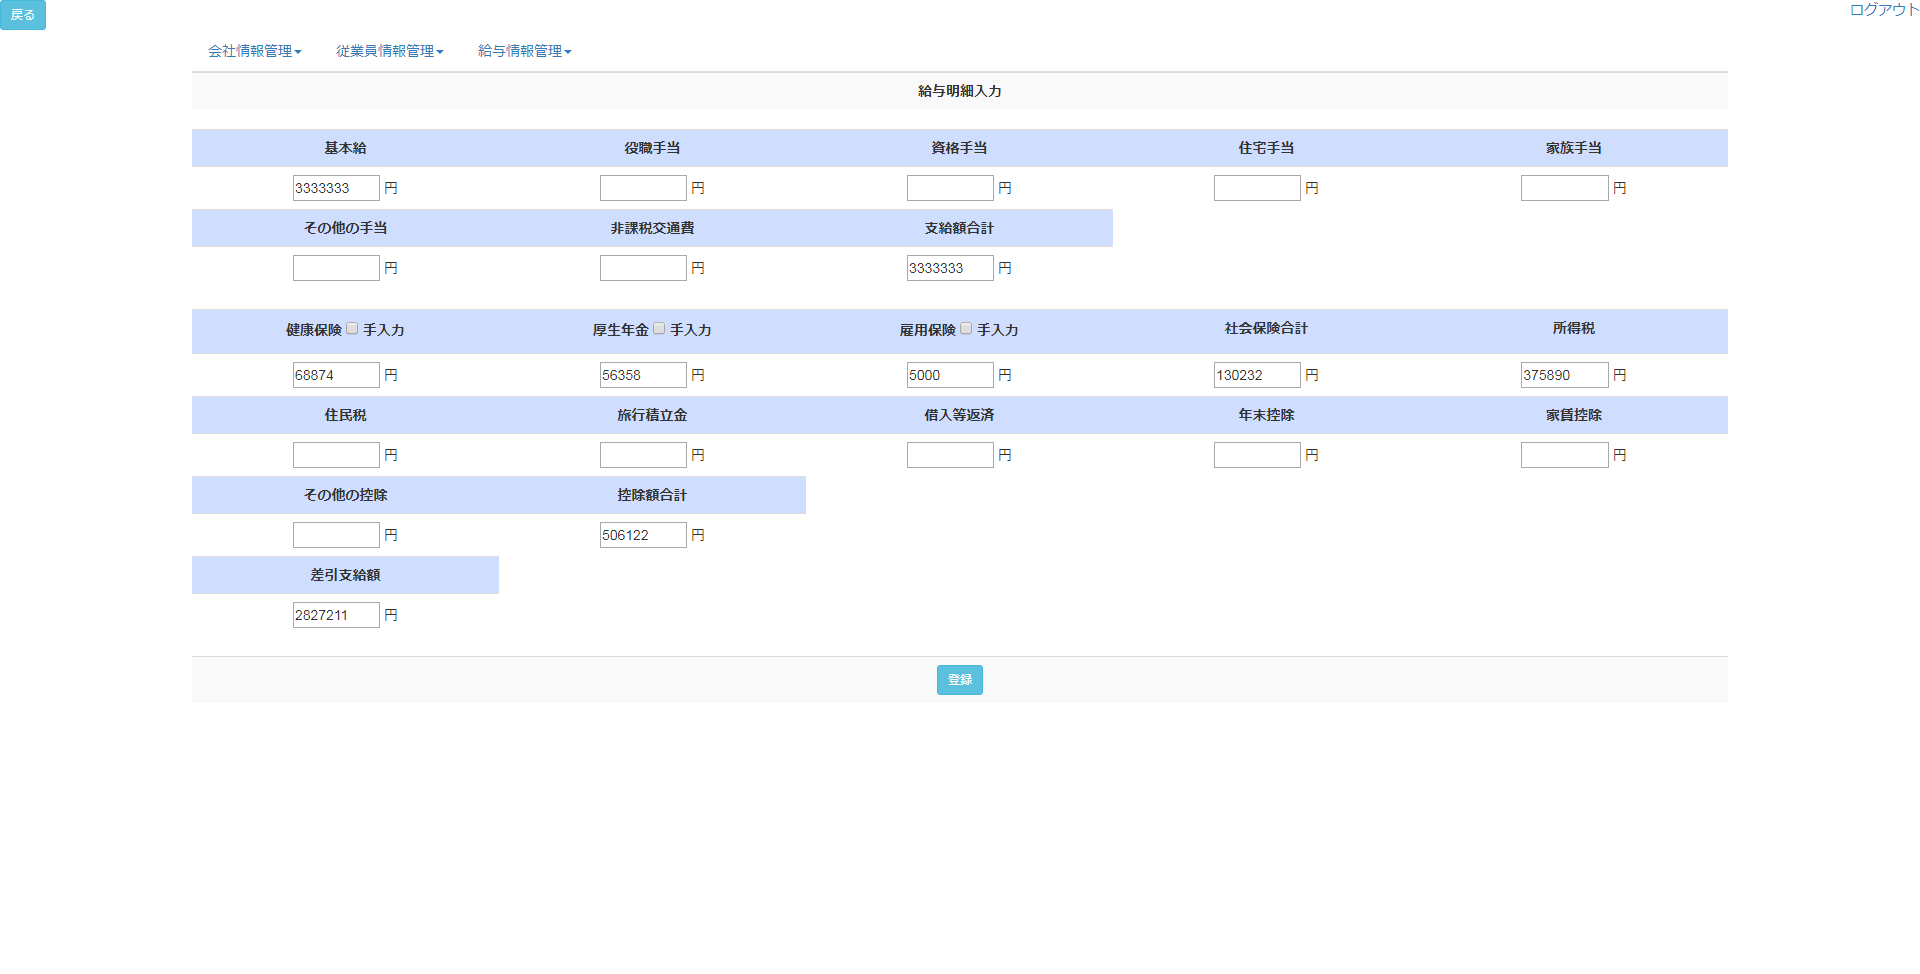 戻る
ログアウト
会社情報管理 従業員情報管理 給与情報管理
給与明細入力
基本給 役職手当 資格手当 住宅手当 家族手当
3333333 円 円 円 円 円
その他の手当 非課税交通費 支給額合計
円 円 3333333 円
健康保険 手入力 厚生年金 手入力 雇用保険 手入力 社会保険合計 所得税
68874 円 56358 円 5000 円 130232 円 375890 円
住民税 旅行積立金 借入等返済 年末控除 家賃控除
円 円 円 円 円
その他の控除 控除額合計
円 506122 円
差引支給額
2827211 円
登録